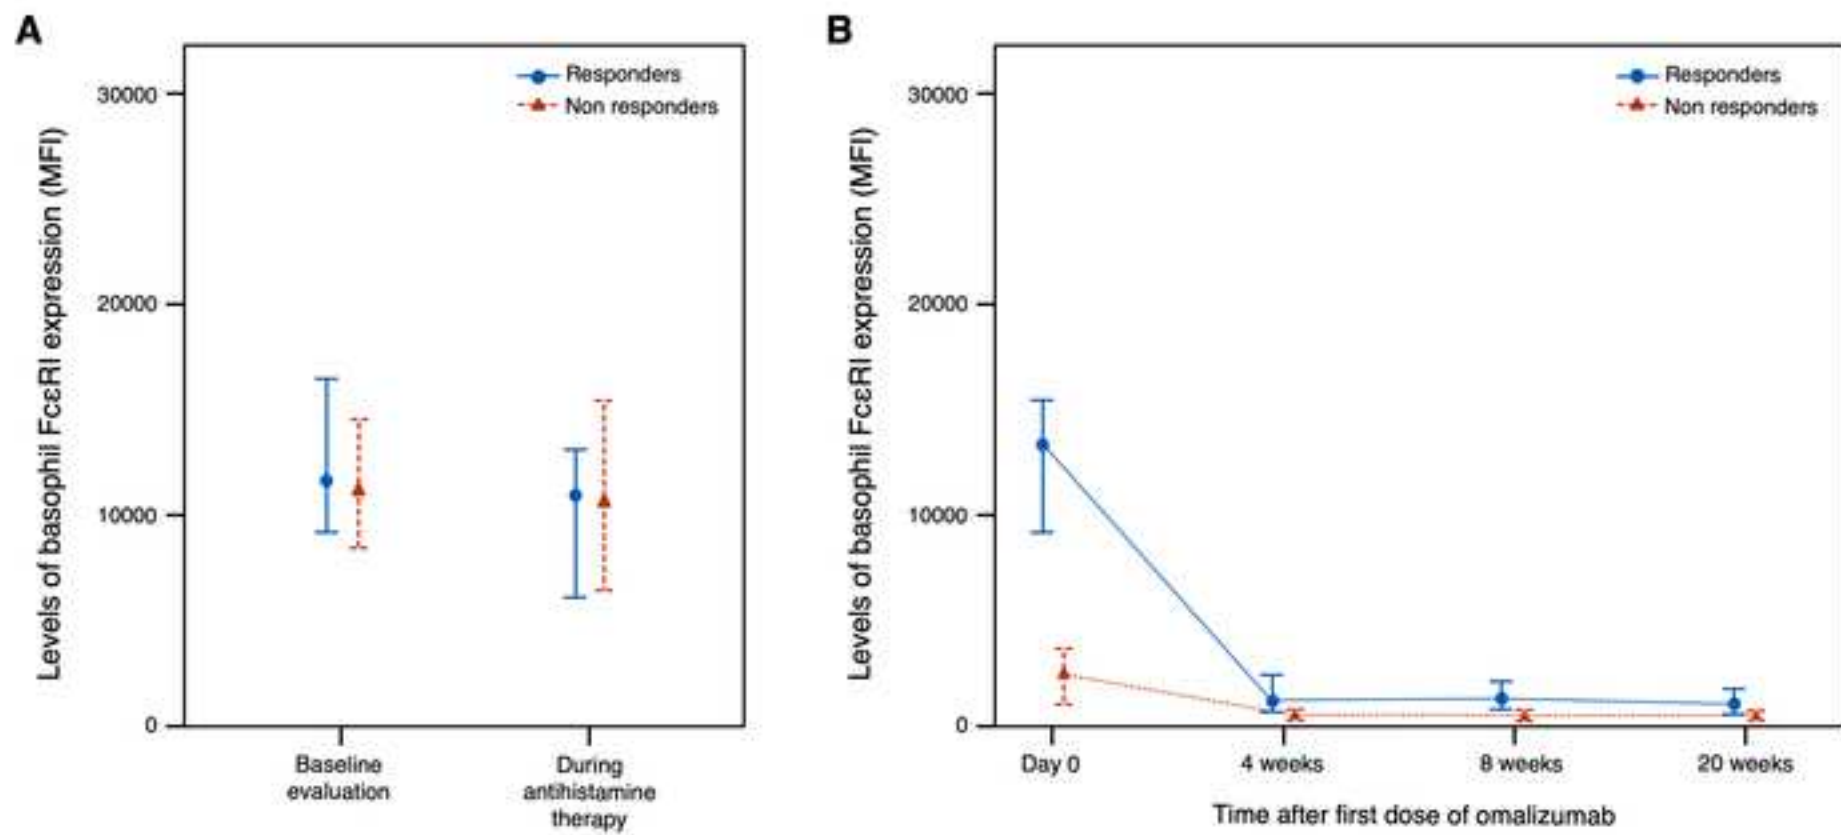 A
Levels of basophil FcεRI expression (MFI)
30000
20000
10000
0
Responders
Non responders
Baseline
evaluation
During
antihistamine
therapy
B
Levels of basophil FcεRI expression (MFI)
30000
20000
10000
0
Responders
Non responders
Day 0
4 weeks
8 weeks
20 weeks
Time after first dose of omalizumab